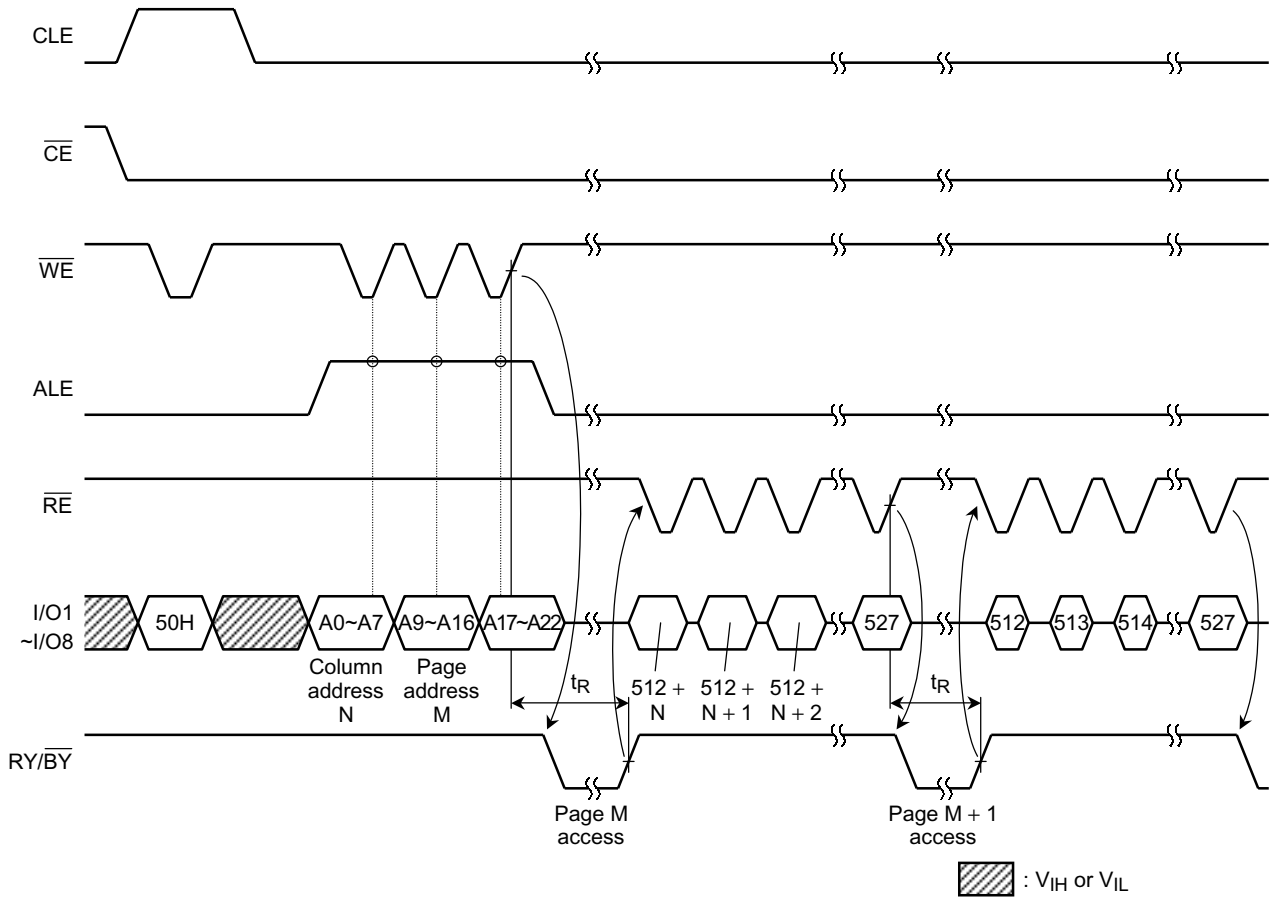 CLE
CE
WE
ALE
RE
I/O1
~I/O8
50H
A0~A7
A9~A16
A17~A22
527
512
513
514
527
Column
address
N
Page
address
M
tR
512 +
N
512 +
N + 1
512 +
N + 2
tR
RY/BY
Page M
access
Page M + 1
access
: VIH or VIL